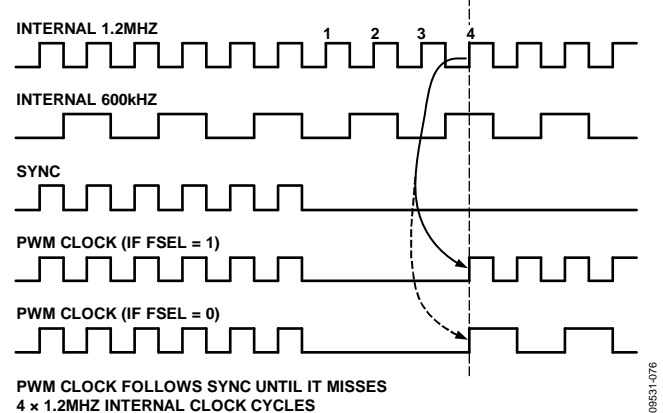 INTERNAL 1.2MHZ
1 2 3 4
INTERNAL 600kHZ
SYNC
PWM CLOCK (IF FSEL = 1)
PWM CLOCK (IF FSEL = 0)
PWM CLOCK FOLLOWS SYNC UNTIL IT MISSES
4 × 1.2MHZ INTERNAL CLOCK CYCLES
09531-076